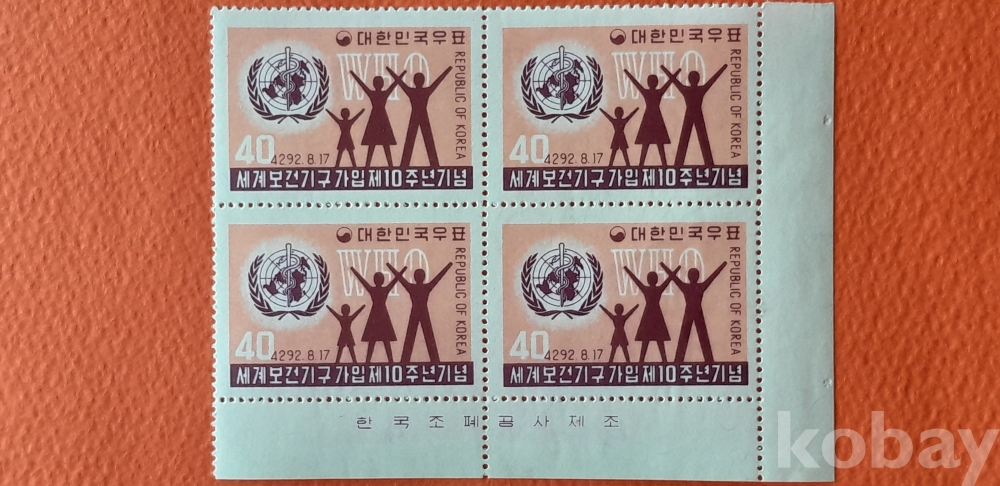 대한민국우표
WHO
REPUBLIC OF KOREA
40
4292.8.17
세계보건기구가입제10주년기념
대한민국우표
WHO
REPUBLIC OF KOREA
40
4292.8.17
세계보건기구가입제10주년기념
대한민국우표
WHO
REPUBLIC OF KOREA
40
4292.8.17
세계보건기구가입제10주년기념
대한민국우표
WHO
REPUBLIC OF KOREA
40
4292.8.17
세계보건기구가입제10주년기념
한국조폐공사제조
kobay